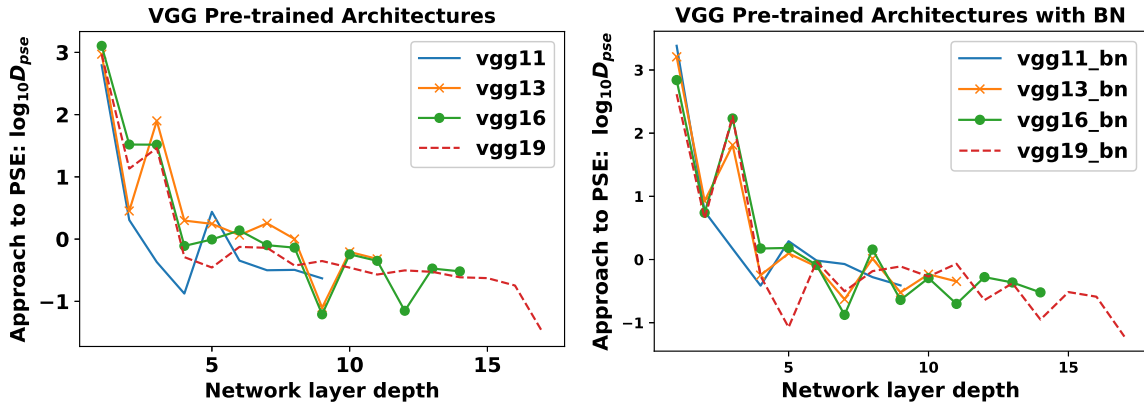 VGG Pre-trained Architectures
Approach to PSE: log₁₀Dₚₛₑ
3
2
1
0
−1
vgg11
vgg13
vgg16
vgg19
5
10
15
Network layer depth
VGG Pre-trained Architectures with BN
Approach to PSE: log₁₀Dₚₛₑ
3
2
1
0
−1
vgg11_bn
vgg13_bn
vgg16_bn
vgg19_bn
5
10
15
Network layer depth